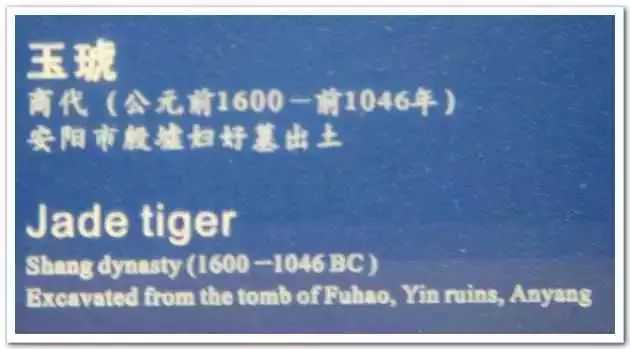 玉琥
商代（公元前1600－前1046年）
安阳市殷墟妇好墓出土
Jade tiger
Shang dynasty (1600－1046 BC)
Excavated from the tomb of Fuhao, Yin ruins, Anyang